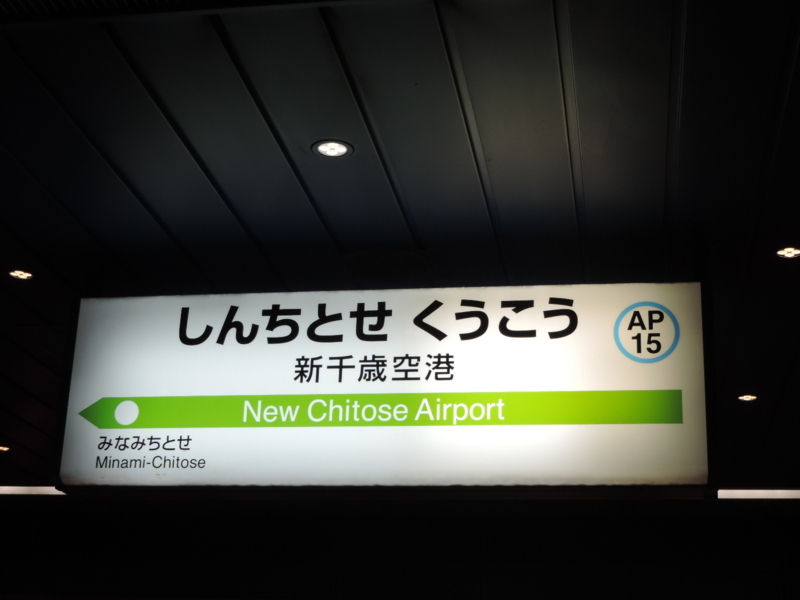 しんちとせ くうこう
AP
15
新千歳空港
New Chitose Airport
みなみちとせ
Minami-Chitose